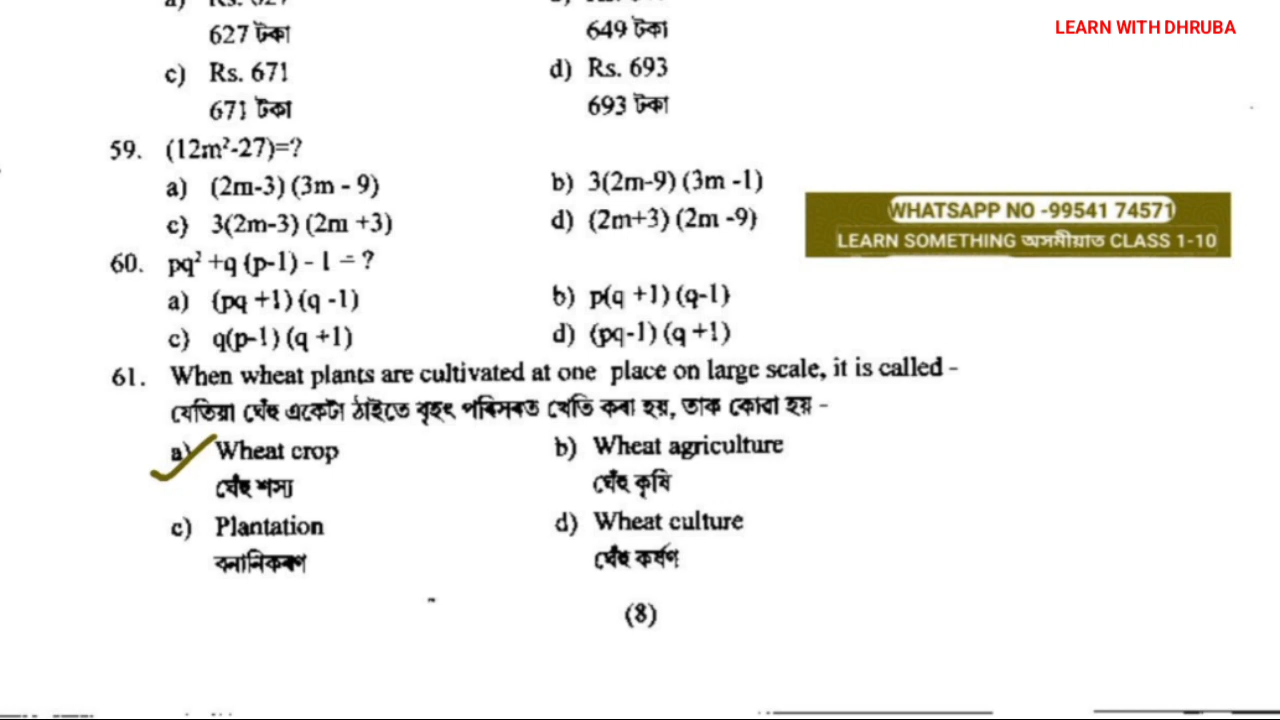 627 টকা
649 টকা
c) Rs. 671
d) Rs. 693
671 টকা
693 টকা
LEARN WITH DHRUBA
59. (12m²-27)=?
a) (2m-3) (3m - 9)
b) 3(2m-9) (3m -1)
c) 3(2m-3) (2m +3)
d) (2m+3) (2m -9)
WHATSAPP NO -99541 74571
LEARN SOMETHING অসমীয়াত CLASS 1-10
60. pq² +q (p-1) - 1 = ?
a) (pq +1) (q -1)
b) p(q +1) (q-1)
c) q(p-1) (q +1)
d) (pq-1) (q +1)
61. When wheat plants are cultivated at one place on large scale, it is called -
যেতিয়া ঘেঁহু একেটা ঠাইতে বৃহৎ পৰিসৰত খেতি কৰা হয়, তাক কোৱা হয় -
a) Wheat crop
b) Wheat agriculture
ঘেঁহু শস্য
ঘেঁহু কৃষি
c) Plantation
d) Wheat culture
বনানিকৰণ
ঘেঁহু কৰ্ষণ
(8)